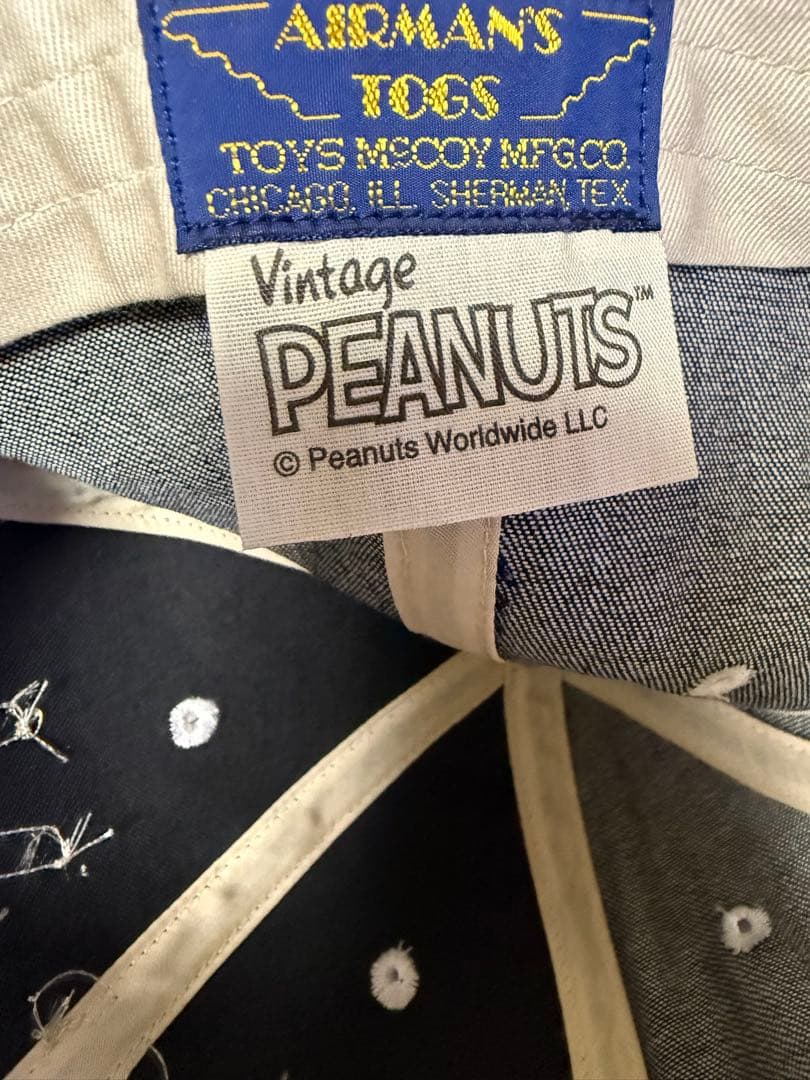 AIRMAN'S
TOGS
TOYS McCOY MFG CO.
CHICAGO, ILL. SHERMAN, TEX.
Vintage
PEANUTS™
© Peanuts Worldwide LLC